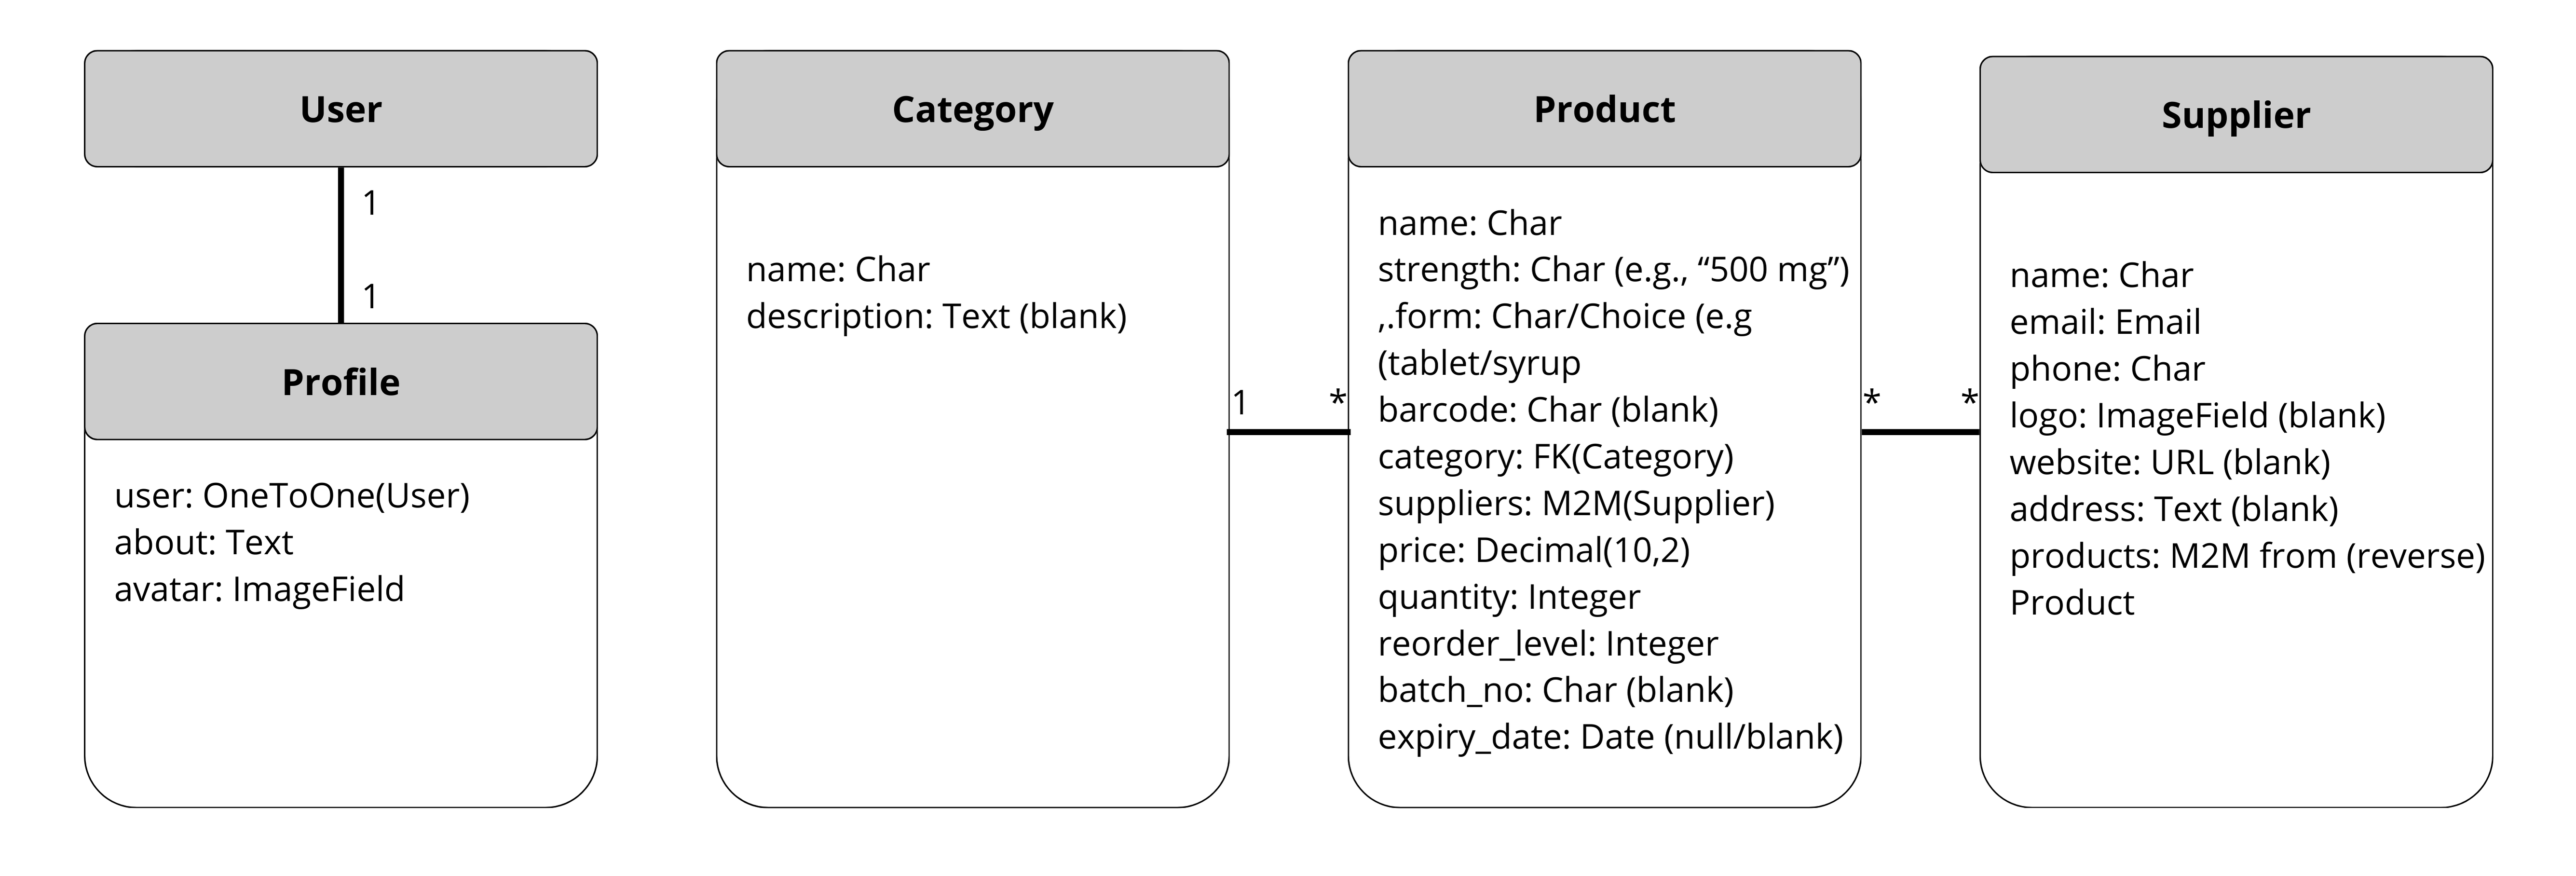 User
1
1
Profile
user: OneToOne(User)
about: Text
avatar: ImageField
Category
name: Char
description: Text (blank)
1
*
Product
name: Char
strength: Char (e.g., “500 mg”)
,.form: Char/Choice (e.g
(tablet/syrup
barcode: Char (blank)
category: FK(Category)
suppliers: M2M(Supplier)
price: Decimal(10,2)
quantity: Integer
reorder_level: Integer
batch_no: Char (blank)
expiry_date: Date (null/blank)
*
*
Supplier
name: Char
email: Email
phone: Char
logo: ImageField (blank)
website: URL (blank)
address: Text (blank)
products: M2M from (reverse)
Product